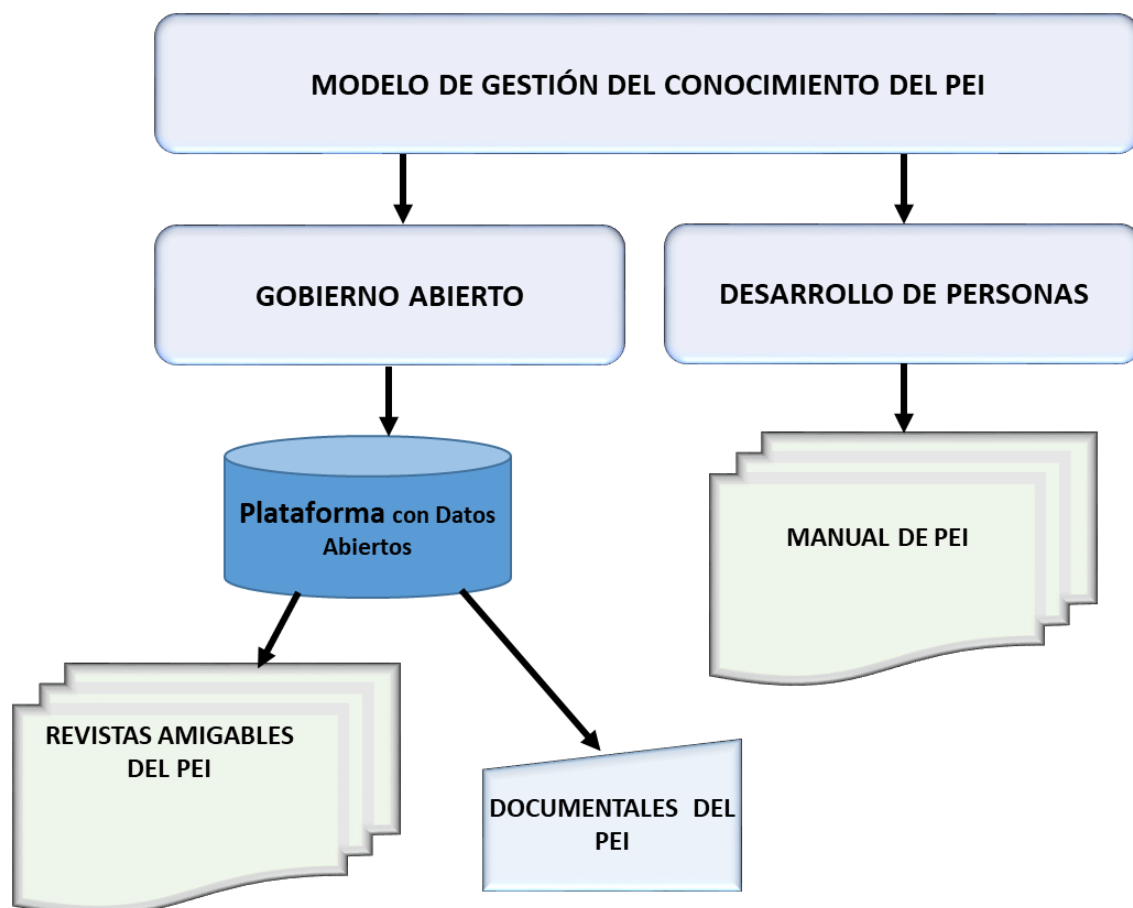 MODELO DE GESTIÓN DEL CONOCIMIENTO DEL PEI
GOBIERNO ABIERTO
DESARROLLO DE PERSONAS
Plataforma con Datos
Abiertos
MANUAL DE PEI
REVISTAS AMIGABLES
DEL PEI
DOCUMENTALES DEL
PEI